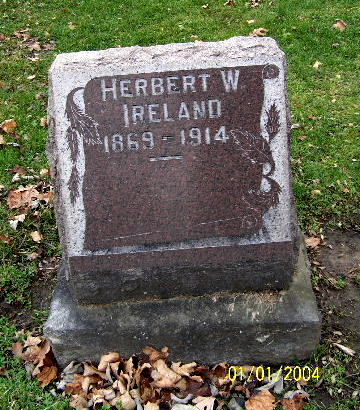 HERBERT W
IRELAND
1869 - 1914
01/01/2004